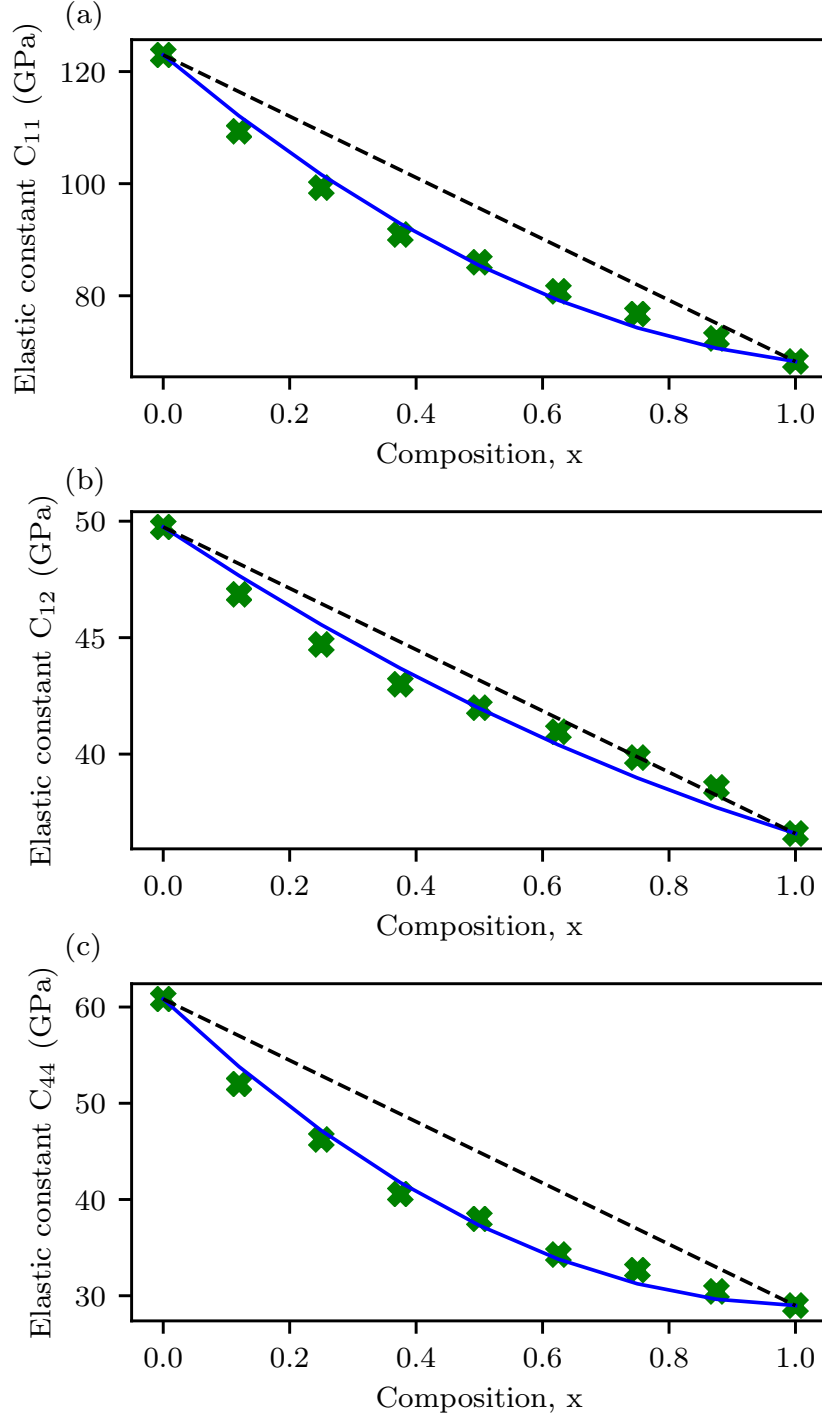 (a)
Elastic constant C₁₁ (GPa)
120
100
80
0.0 0.2 0.4 0.6 0.8 1.0
Composition, x
(b)
Elastic constant C₁₂ (GPa)
50
45
40
0.0 0.2 0.4 0.6 0.8 1.0
Composition, x
(c)
Elastic constant C₄₄ (GPa)
60
50
40
30
0.0 0.2 0.4 0.6 0.8 1.0
Composition, x